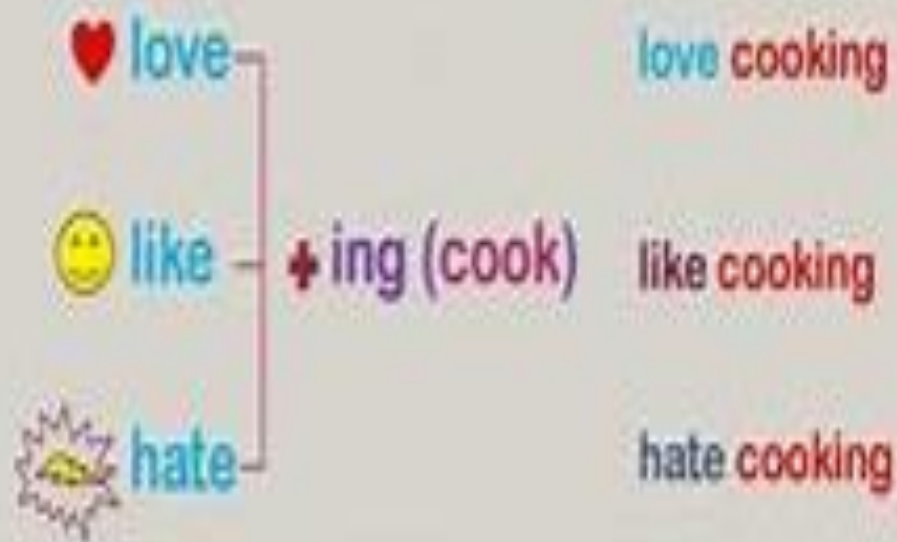 love
love cooking
like
+ ing (cook)
like cooking
hate
hate cooking